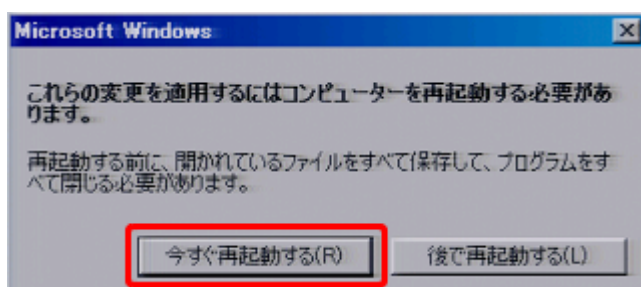 Microsoft Windows
これらの変更を適用するにはコンピューターを再起動する必要があ
ります。
再起動する前に、開かれているファイルをすべて保存して、プログラムをす
べて閉じる必要があります。
今すぐ再起動する(R)
後で再起動する(L)